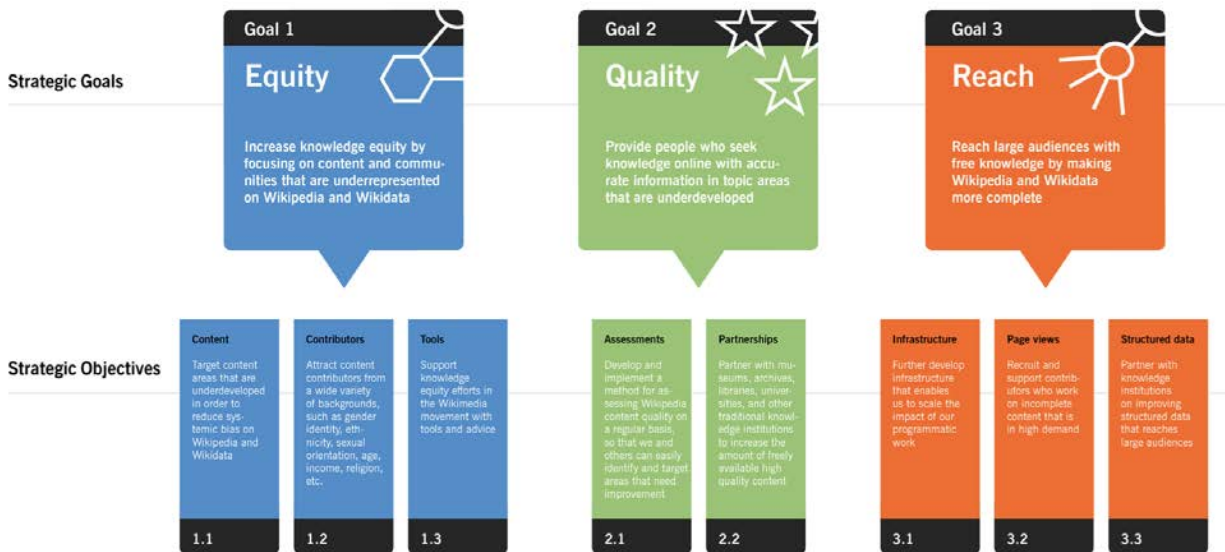 Goal 1
Goal 2
Goal 3
Strategic Goals
Equity
Quality
Reach
Increase knowledge equity by
focusing on content and commu-
nities that are underrepresented
on Wikipedia and Wikidata
Provide people who seek
knowledge online with accu-
rate information in topic areas
that are underdeveloped
Reach large audiences with
free knowledge by making
Wikipedia and Wikidata
more complete
Strategic Objectives
Content
Target content
areas that are
underdeveloped
in order to
reduce sys-
temic bias on
Wikipedia and
Wikidata
1.1
Contributors
Attract content
contributors from
a wide variety
of backgrounds,
such as gender
identity, eth-
nicity, sexual
orientation, age,
income, religion,
etc.
1.2
Tools
Support
knowledge
equity efforts in
the Wikimedia
movement with
tools and advice
1.3
Assessments
Develop and
implement a
method for as-
sessing Wikipedia
content quality on
a regular basis,
so that we and
others can easily
identify and target
areas that need
improvement
2.1
Partnerships
Partner with mu-
seums, archives,
libraries, univer-
sities, and other
traditional knowl-
edge institutions
to increase the
amount of freely
available high
quality content
2.2
Infrastructure
Further develop
infrastructure
that enables
us to scale the
impact of our
programmatic
work
3.1
Page views
Recruit and
support contrib-
utors who work
on incomplete
content that is
in high demand
3.2
Structured data
Partner with
knowledge
institutions
on improving
structured data
that reaches
large audiences
3.3